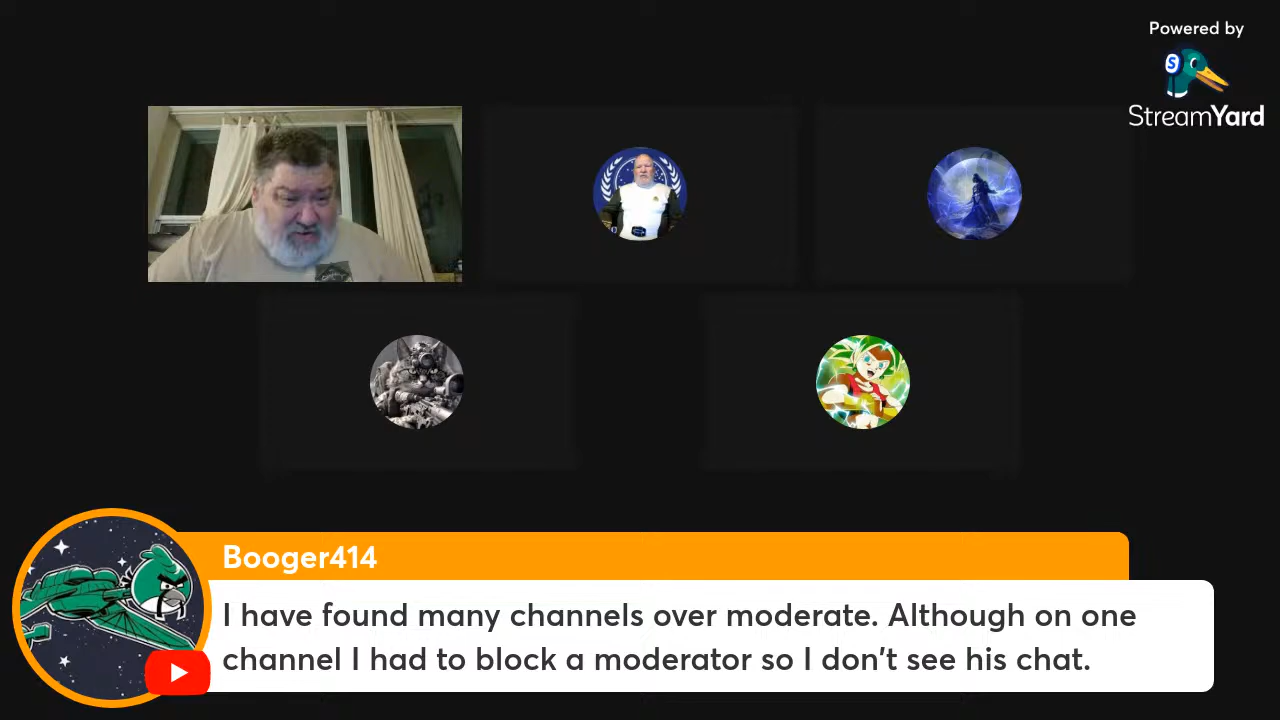 Powered by
S
StreamYard
Booger414
I have found many channels over moderate. Although on one
channel I had to block a moderator so I don't see his chat.